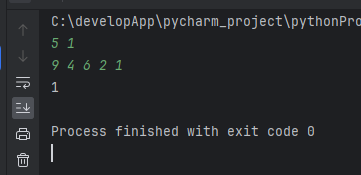 C:\developApp\pycharm_project\pythonPro
5 1
9 4 6 2 1
1
Process finished with exit code 0